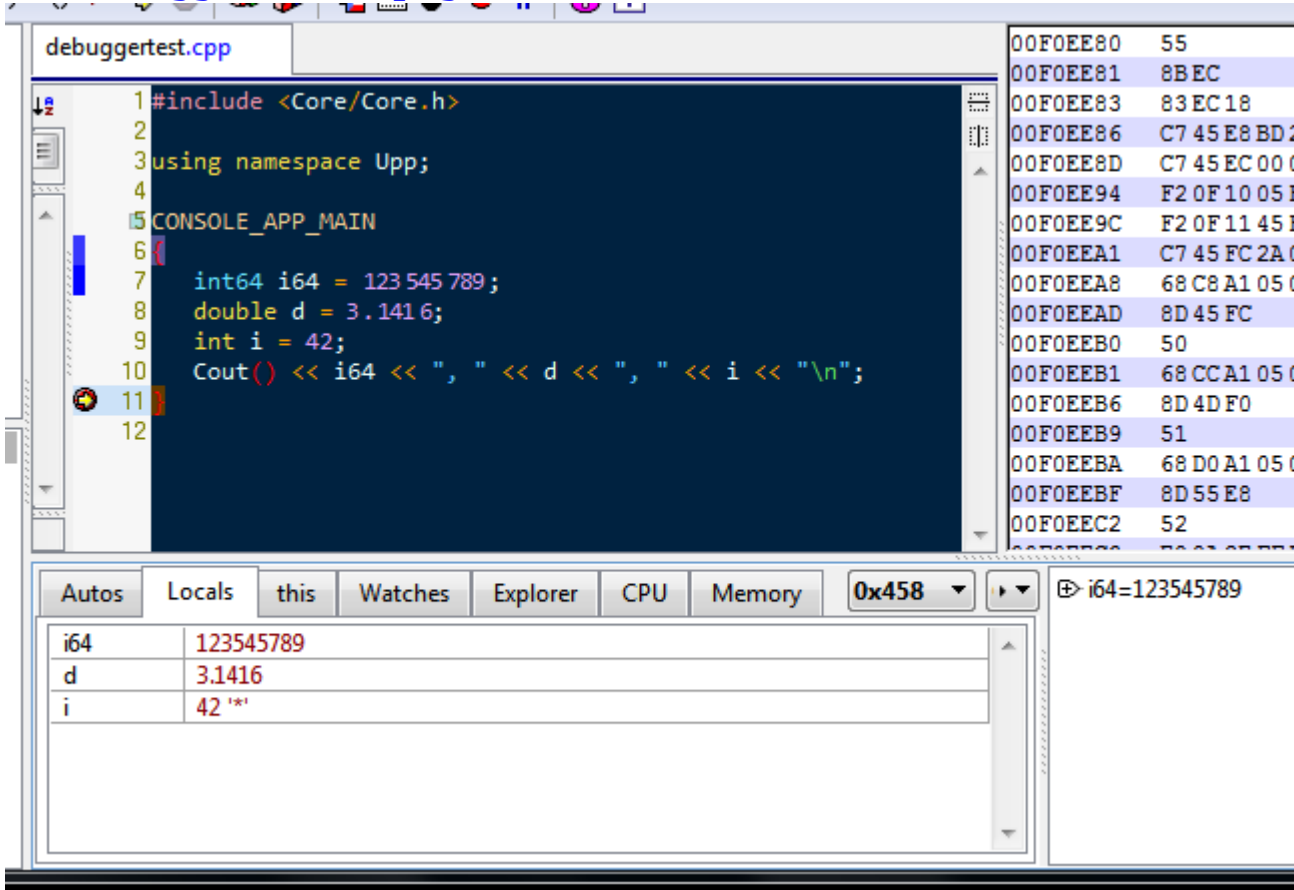 debuggertest.cpp
1 #include <Core/Core.h>
2
3 using namespace Upp;
4
5 CONSOLE_APP_MAIN
6 {
7 int64 i64 = 123545789;
8 double d = 3.1416;
9 int i = 42;
10 Cout() << i64 << ", " << d << ", " << i << "\n";
11 }
12
00F0EE80 55
00F0EE81 8BEC
00F0EE83 83EC18
00F0EE86 C745E8BD
00F0EE8D C745EC00
00F0EE94 F20F1005
00F0EE9C F20F1145
00F0EEA1 C745FC2A
00F0EEA8 68C8A105
00F0EEAD 8D45FC
00F0EEB0 50
00F0EEB1 68CCA105
00F0EEB6 8D4DF0
00F0EEB9 51
00F0EEBA 68D0A105
00F0EEBF 8D55E8
00F0EEC2 52
Autos Locals this Watches Explorer CPU Memory 0x458
i64 123545789
d 3.1416
i 42 '*'
i64=123545789